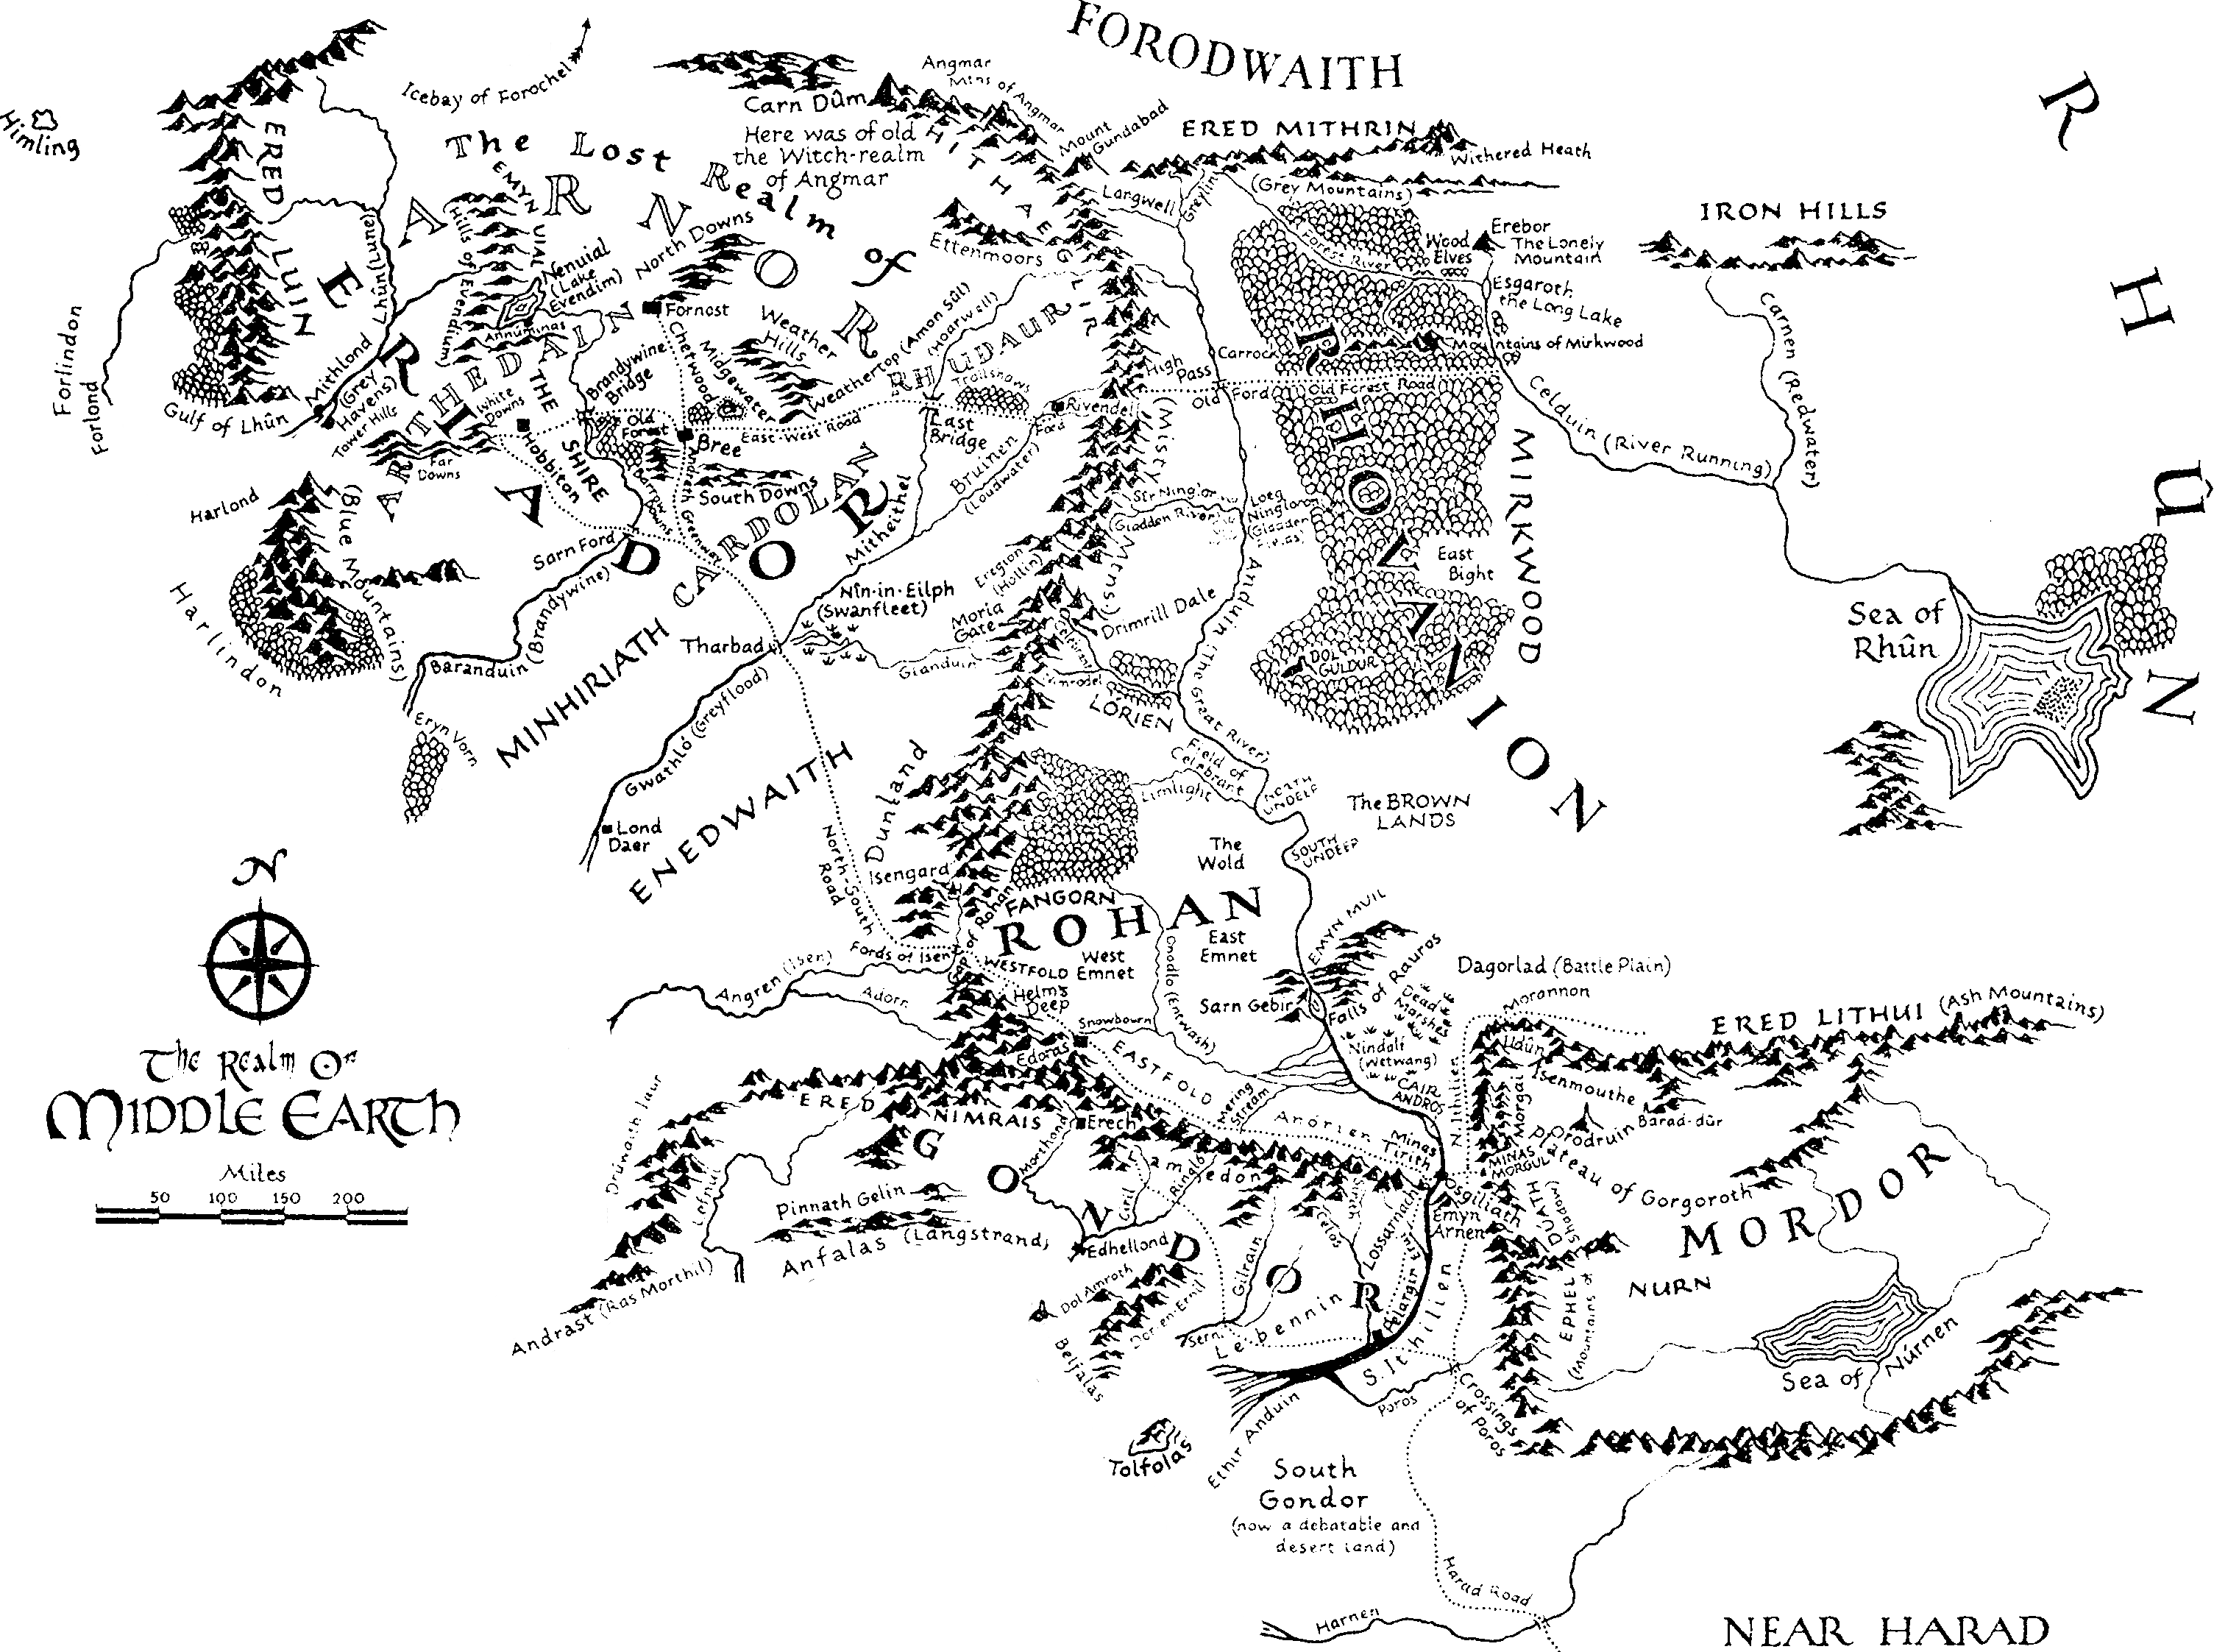 FORODWAITH
RHÛN
Himling
Icebay of Forochel
Angmar
Mtns of Angmar
Carn Dûm
Here was of old
the Witch-realm
of Angmar
Mount
Gundabad
ERED MITHRIN
Withered Heath
(Grey Mountains)
The Lost Realm of
ARNOR
ERED LUIN
(Blue Mountains)
ERIADOR
HITHAEGLIR
(Misty Mtns)
EMYN UIAL
Hills of Evendim
Nenuial
(Lake
Evendim)
Annúminas
North Downs
Ettenmoors
Langwell
Greylin
IRON HILLS
Erebor
The Lonely
Mountain
Wood
Elves
Forest River
Esgaroth
the Long Lake
Mountains of Mirkwood
Carnen (Redwater)
Celduin (River Running)
Lhûn (Lune)
Forlindon
Forlond
Mithlond
(Grey
Havens)
Tower Hills
Gulf of Lhûn
ARTHEDAIN
Fornost
Weather
Hills
Weathertop (Amon Sûl)
(Hoarwell)
RHUDAUR
Trollshaws
Brandywine
Bridge
Chetwood
Midgewater
White
Downs
Far
Downs
THE
SHIRE
Hobbiton
Old
Forest
Bree
East-West Road
Last
Bridge
Rivendell
Ford
High
Pass
Carrock
Old Ford
Old Forest Road
RHOVANION
MIRKWOOD
East
Bight
DOL
GULDUR
Harlond
Harlindon
Barrow
Downs
South Downs
Greenway
Andrath
CARDOLAN
Mitheithel
Bruinen
(Loudwater)
Sîr Ninglor
(Gladden River)
Loeg
Ningloron
(Gladden
Fields)
Sarn Ford
Baranduin (Brandywine)
Eryn Vorn
MINHIRIATH
Tharbad
Nîn-in-Eilph
(Swanfleet)
Eregion
(Hollin)
Moria
Gate
Glanduin
Celebrant
Nimrodel
Drimrill Dale
LÓRIEN
Anduin (The Great River)
Sea of
Rhûn
Gwathló (Greyflood)
Lond
Daer
ENEDWAITH
Dunland
North-South
Road
Isengard
FANGORN
Limlight
Field of
Celebrant
NORTH
UNDEEP
SOUTH
UNDEEP
The BROWN
LANDS
The
Wold
ROHAN
Gap of Rohan
WESTFOLD
West
Emnet
East
Emnet
Onodló (Entwash)
Fords of Isen
Angren (Isen)
Adorn
Helm's
Deep
Snowbourn
Edoras
EASTFOLD
EMYN MUIL
Sarn Gebir
Falls of Rauros
Dead
Marshes
Nindalf
(Wetwang)
CAIR
ANDROS
Dagorlad (Battle Plain)
Morannon
Udûn
Isenmouthe
ERED LITHUI (Ash Mountains)
Morgai
Orodruin
Barad-dûr
Plateau of Gorgoroth
MORDOR
NURN
Sea of Núrnen
EPHEL DÚATH
(Mountains of Shadow)
MINAS
MORGUL
N Ithilien
Mering
Stream
Anórien
Minas
Tirith
Osgiliath
Emyn
Arnen
Drúwaith Iaur
ERED NIMRAIS
Erech
Morthond
GONDOR
Lamedon
Ringló
Ciril
Lefnui
Pinnath Gelin
Anfalas (Langstrand)
Andrast (Ras Morthil)
Edhellond
Dol Amroth
Dor-en-Ernil
Belfalas
Gilrain
Serni
Celos
Lossarnach
Erui
Lebennin
Pelargir
S. Ithilien
Poros
Crossings
of Poros
Ethir Anduin
Tolfolas
South
Gondor
(now a debatable and
desert land)
Harad Road
Harnen
NEAR HARAD
N
The Realm Of
MIDDLE EARTH
Miles
50 100 150 200